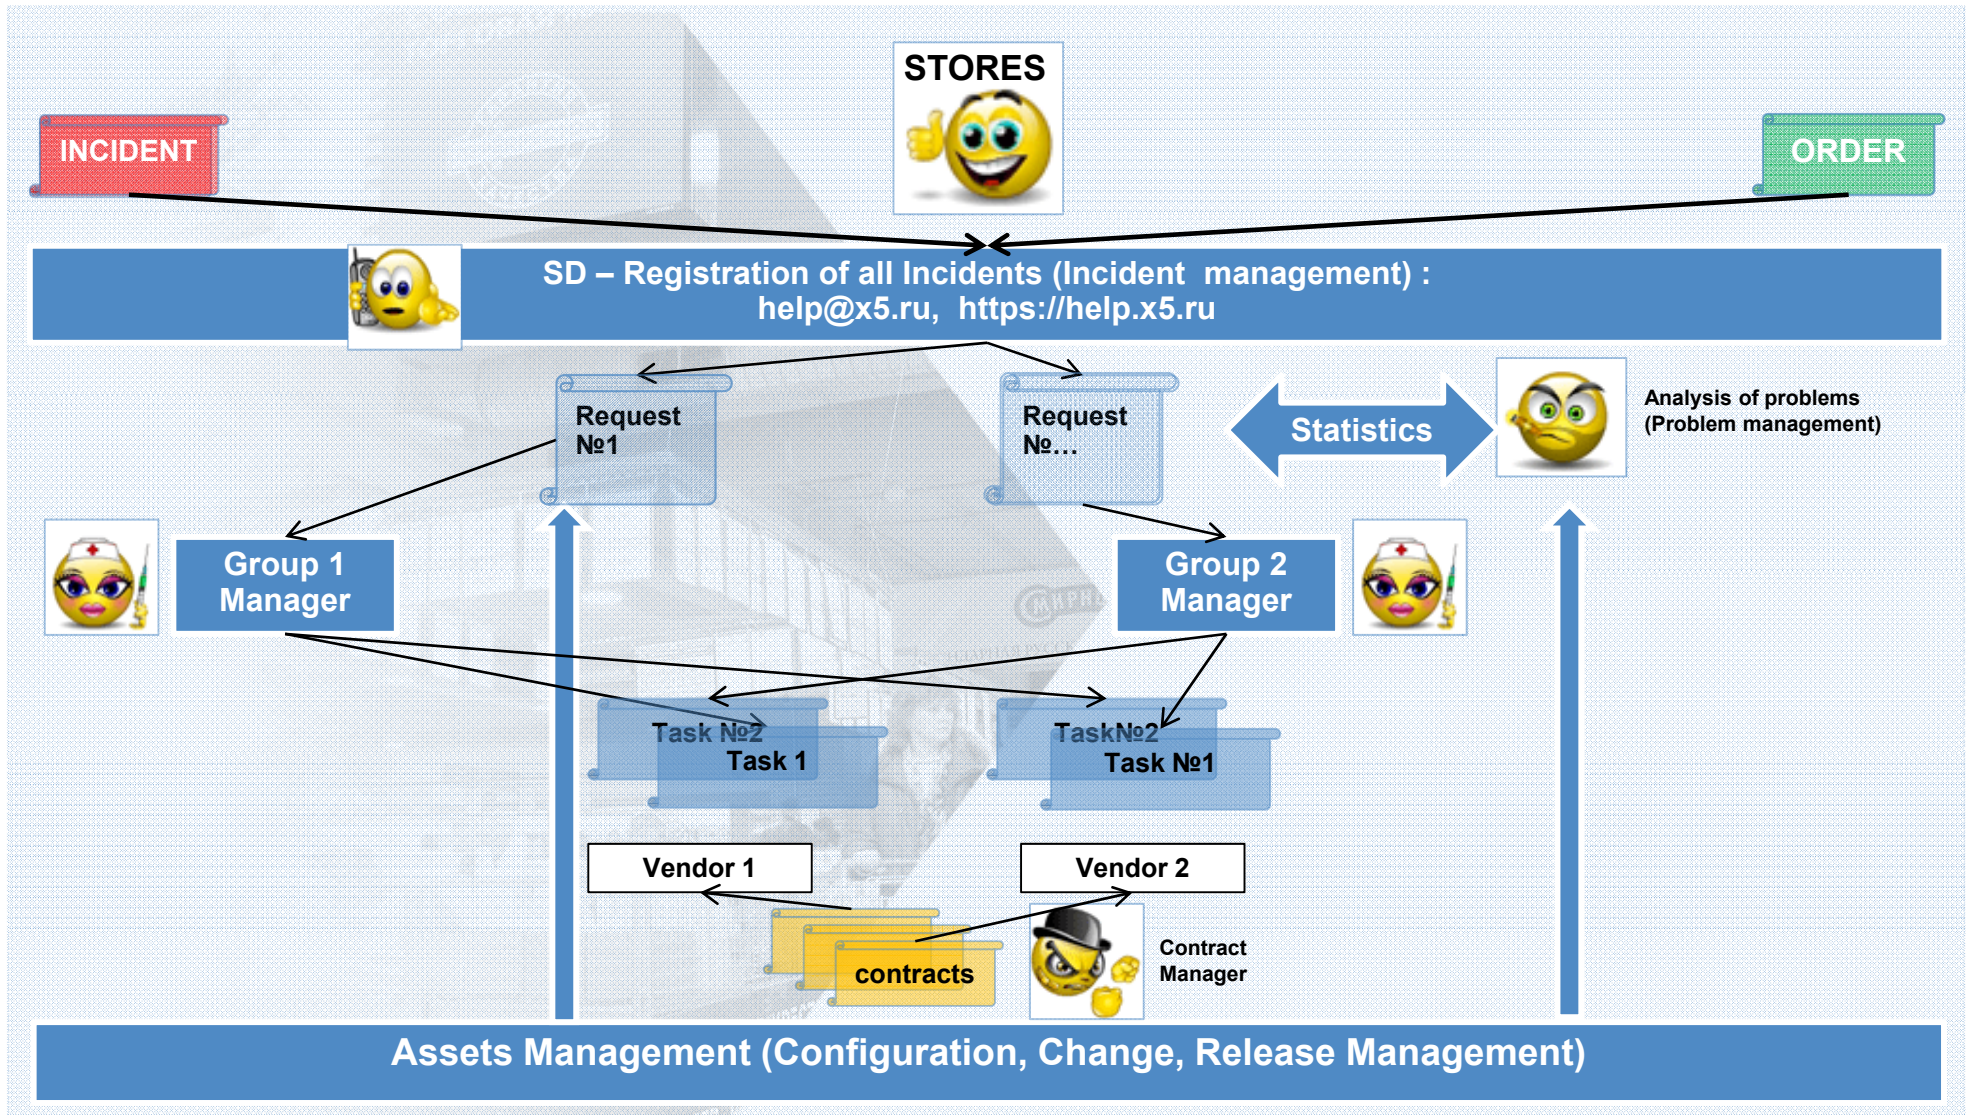 STORES
INCIDENT
ORDER
SD – Registration of all Incidents (Incident management) :
help@x5.ru, https://help.x5.ru
Request
№1
Request
№…
Statistics
Analysis of problems
(Problem management)
Group 1
Manager
Group 2
Manager
Task №2
Task 1
Task№2
Task №1
Vendor 1
Vendor 2
contracts
Contract
Manager
Assets Management (Configuration, Change, Release Management)